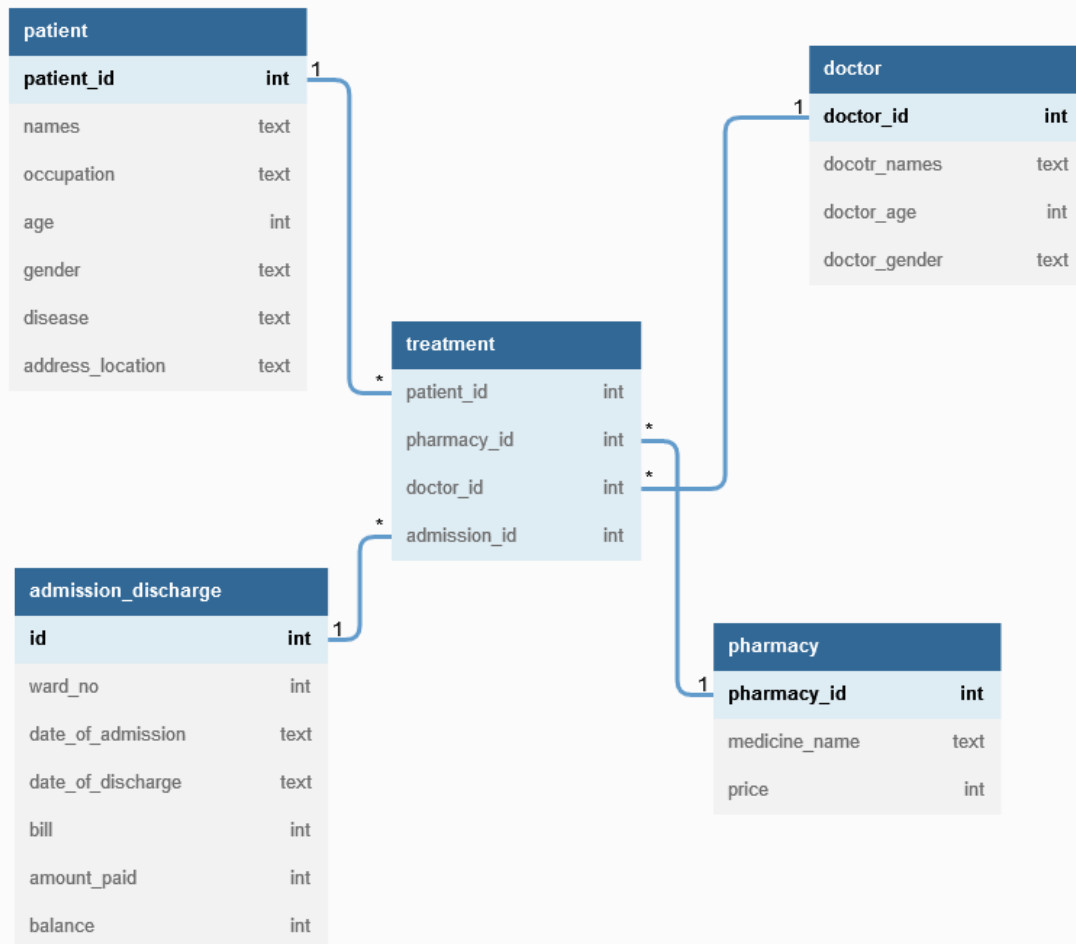 patient
patient_id int
names text
occupation text
age int
gender text
disease text
address_location text
1
*
doctor
doctor_id int
docotr_names text
doctor_age int
doctor_gender text
1
*
treatment
patient_id int
pharmacy_id int
doctor_id int
admission_id int
*
*
admission_discharge
id int
ward_no int
date_of_admission text
date_of_discharge text
bill int
amount_paid int
balance int
1
pharmacy
pharmacy_id int
medicine_name text
price int
1